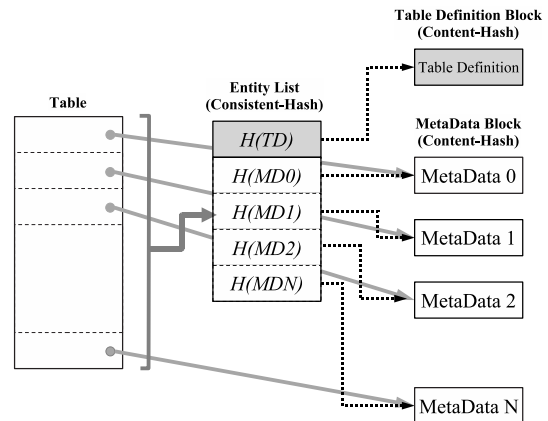 Table Definition Block
(Content-Hash)
Table Definition
Entity List
(Consistent-Hash)
Table
H(TD)
MetaData Block
(Content-Hash)
H(MD0)
MetaData 0
H(MD1)
MetaData 1
H(MD2)
H(MDN)
MetaData 2
MetaData N